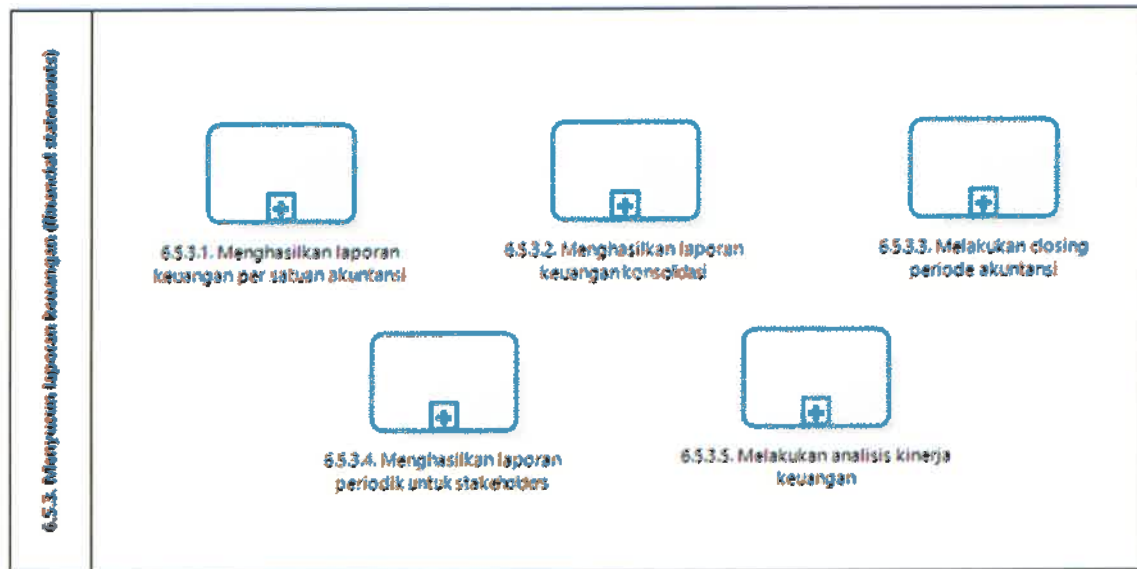 6.5.3. Menyusun laporan keuangan (financial statements)
6.5.3.1. Menghasilkan laporan
keuangan per satuan akuntansi
6.5.3.2. Menghasilkan laporan
keuangan konsolidasi
6.5.3.3. Melakukan closing
periode akuntansi
6.5.3.4. Menghasilkan laporan
periodik untuk stakeholders
6.5.3.5. Melakukan analisis kinerja
keuangan